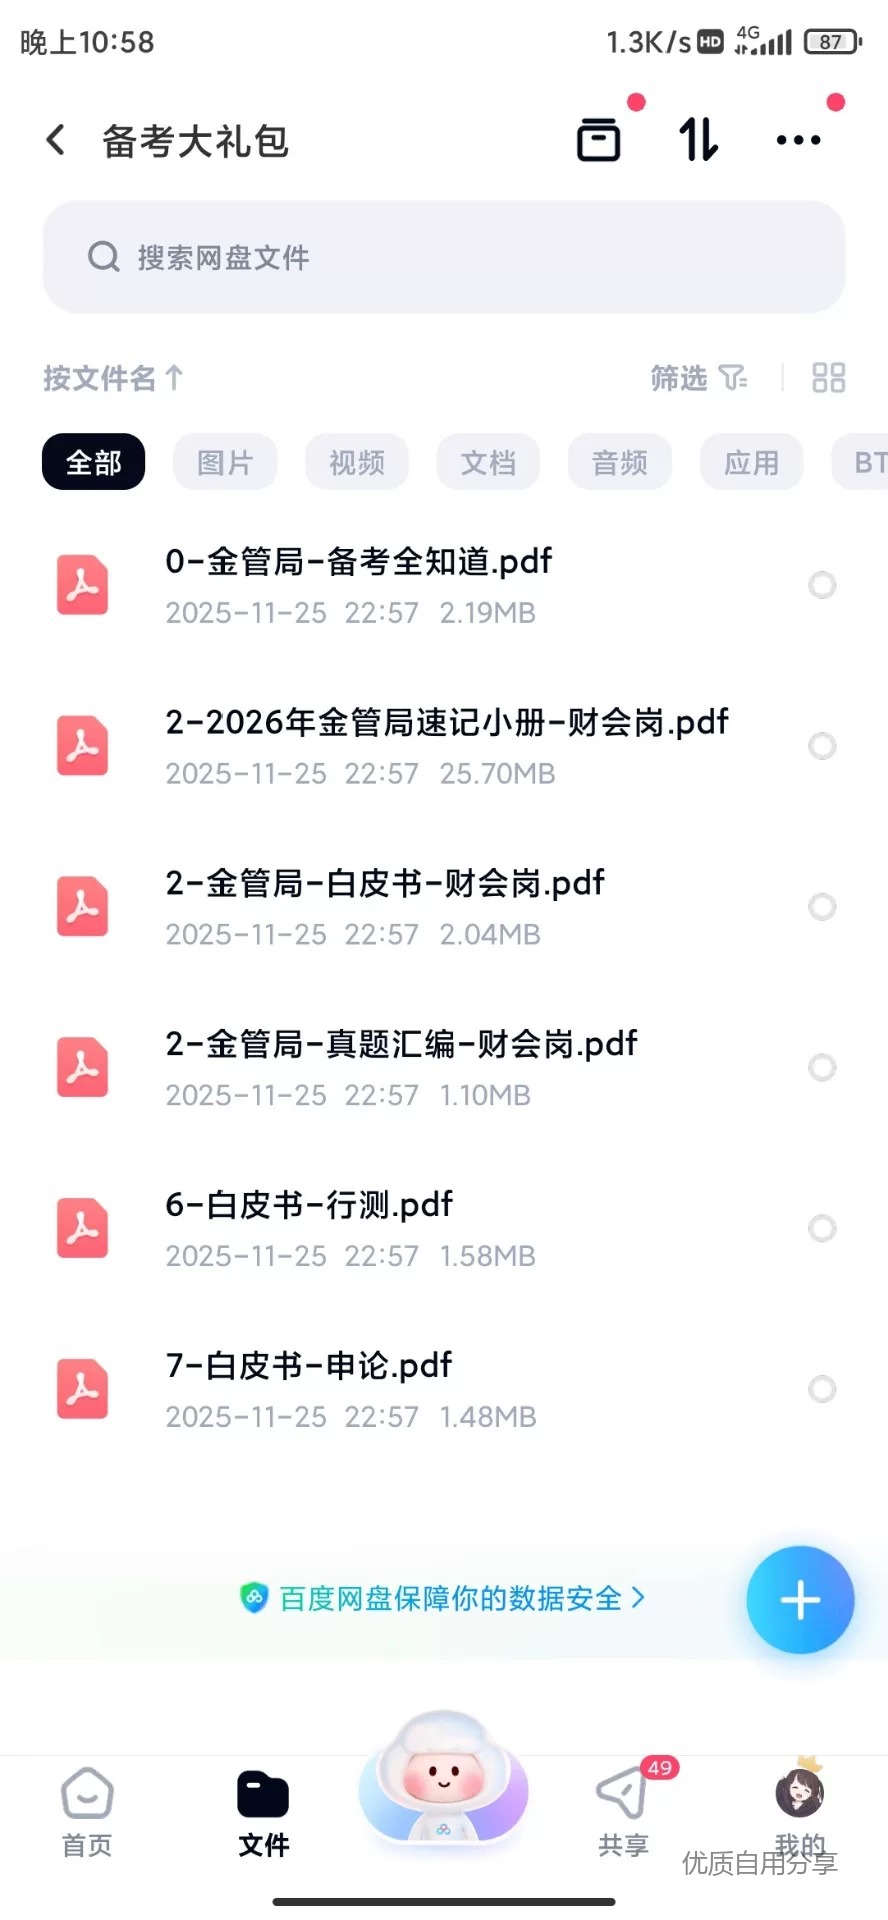 晚上10:58
1.3K/s HD 4G 87
备考大礼包
搜索网盘文件
按文件名↑
筛选
全部 图片 视频 文档 音频 应用 BT
0-金管局-备考全知道.pdf
2025-11-25 22:57 2.19MB
2-2026年金管局速记小册-财会岗.pdf
2025-11-25 22:57 25.70MB
2-金管局-白皮书-财会岗.pdf
2025-11-25 22:57 2.04MB
2-金管局-真题汇编-财会岗.pdf
2025-11-25 22:57 1.10MB
6-白皮书-行测.pdf
2025-11-25 22:57 1.58MB
7-白皮书-申论.pdf
2025-11-25 22:57 1.48MB
百度网盘保障你的数据安全
49
首页 文件 共享 我的
优质自用分享